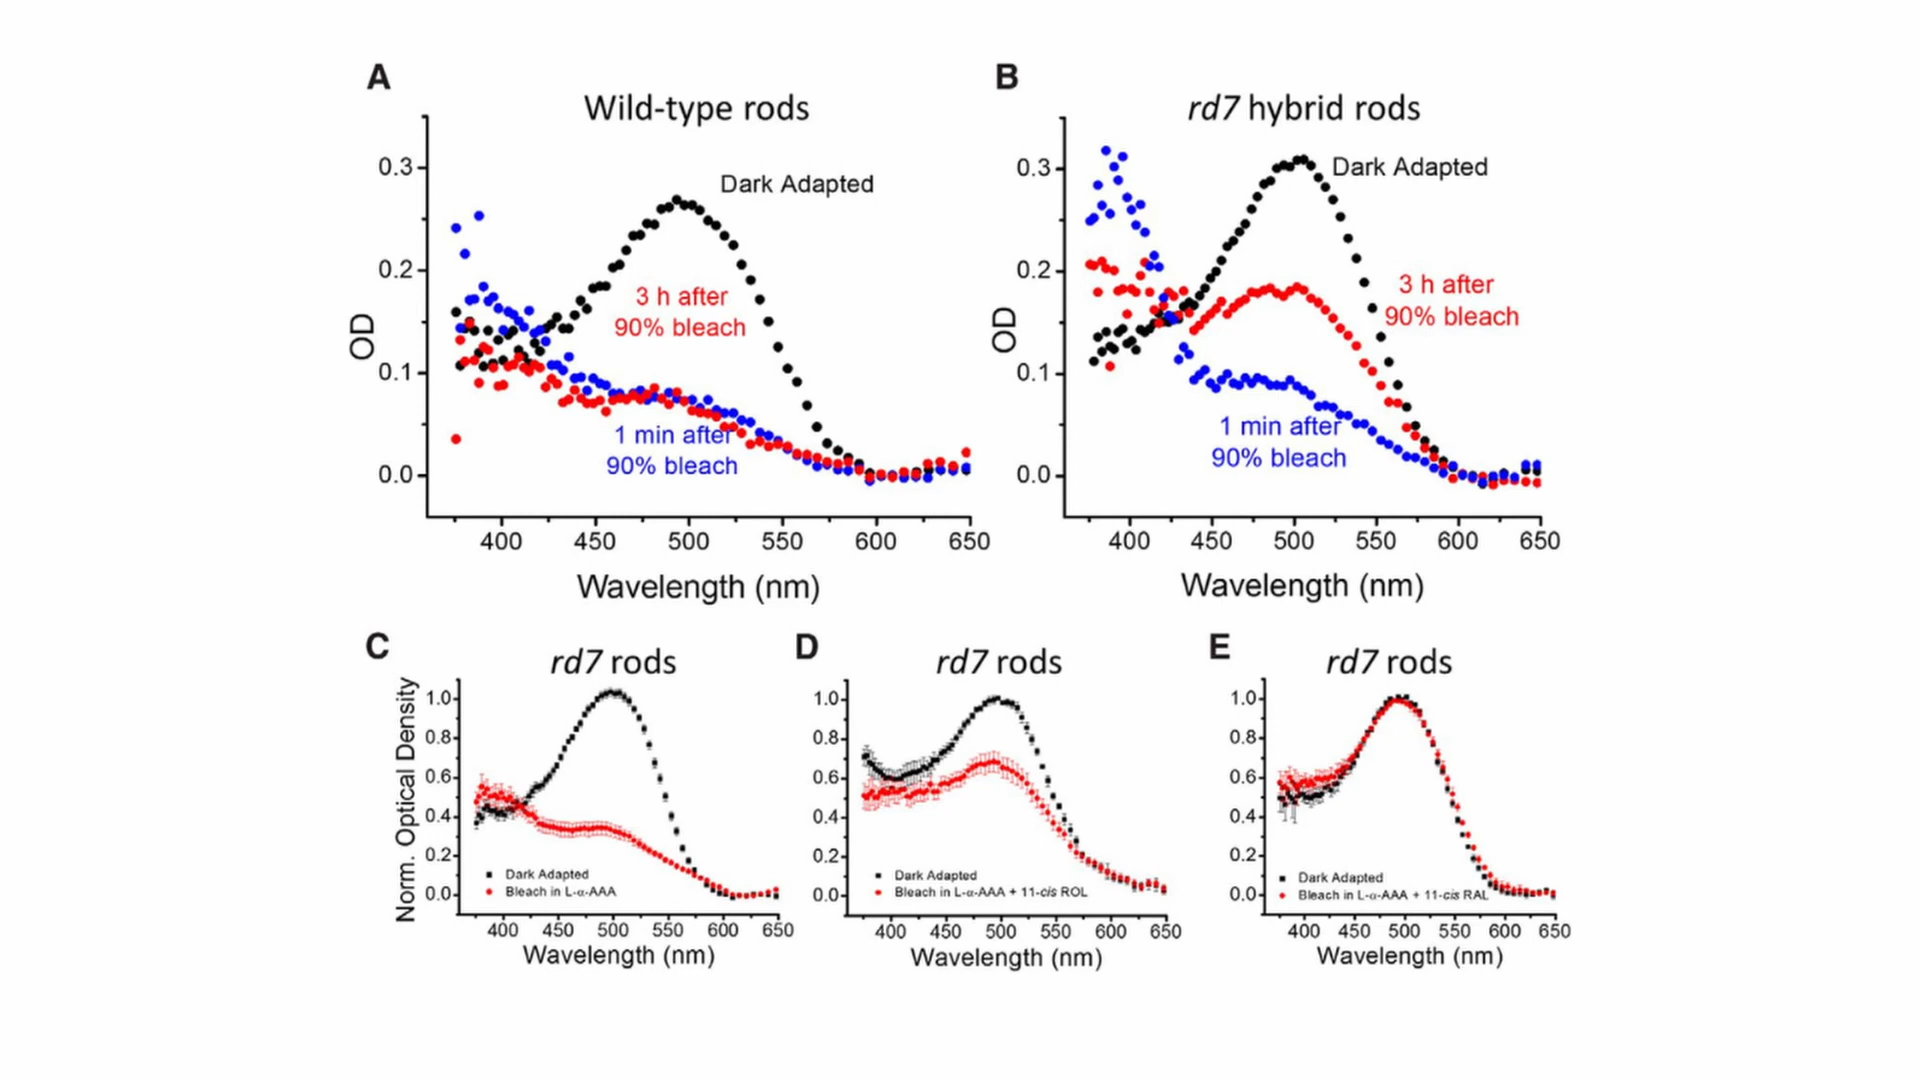 A
Wild-type rods
0.3
0.2
0.1
0.0
OD
Dark Adapted
3 h after
90% bleach
1 min after
90% bleach
400 450 500 550 600 650
Wavelength (nm)
B
rd7 hybrid rods
0.3
0.2
0.1
0.0
OD
Dark Adapted
3 h after
90% bleach
1 min after
90% bleach
400 450 500 550 600 650
Wavelength (nm)
C
rd7 rods
Norm. Optical Density
1.0
0.8
0.6
0.4
0.2
0.0
Dark Adapted
Bleach in L-α-AAA
400 450 500 550 600 650
Wavelength (nm)
D
rd7 rods
1.0
0.8
0.6
0.4
0.2
0.0
Dark Adapted
Bleach in L-α-AAA + 11-cis ROL
400 450 500 550 600 650
Wavelength (nm)
E
rd7 rods
1.0
0.8
0.6
0.4
0.2
0.0
Dark Adapted
Bleach in L-α-AAA + 11-cis RAL
400 450 500 550 600 650
Wavelength (nm)